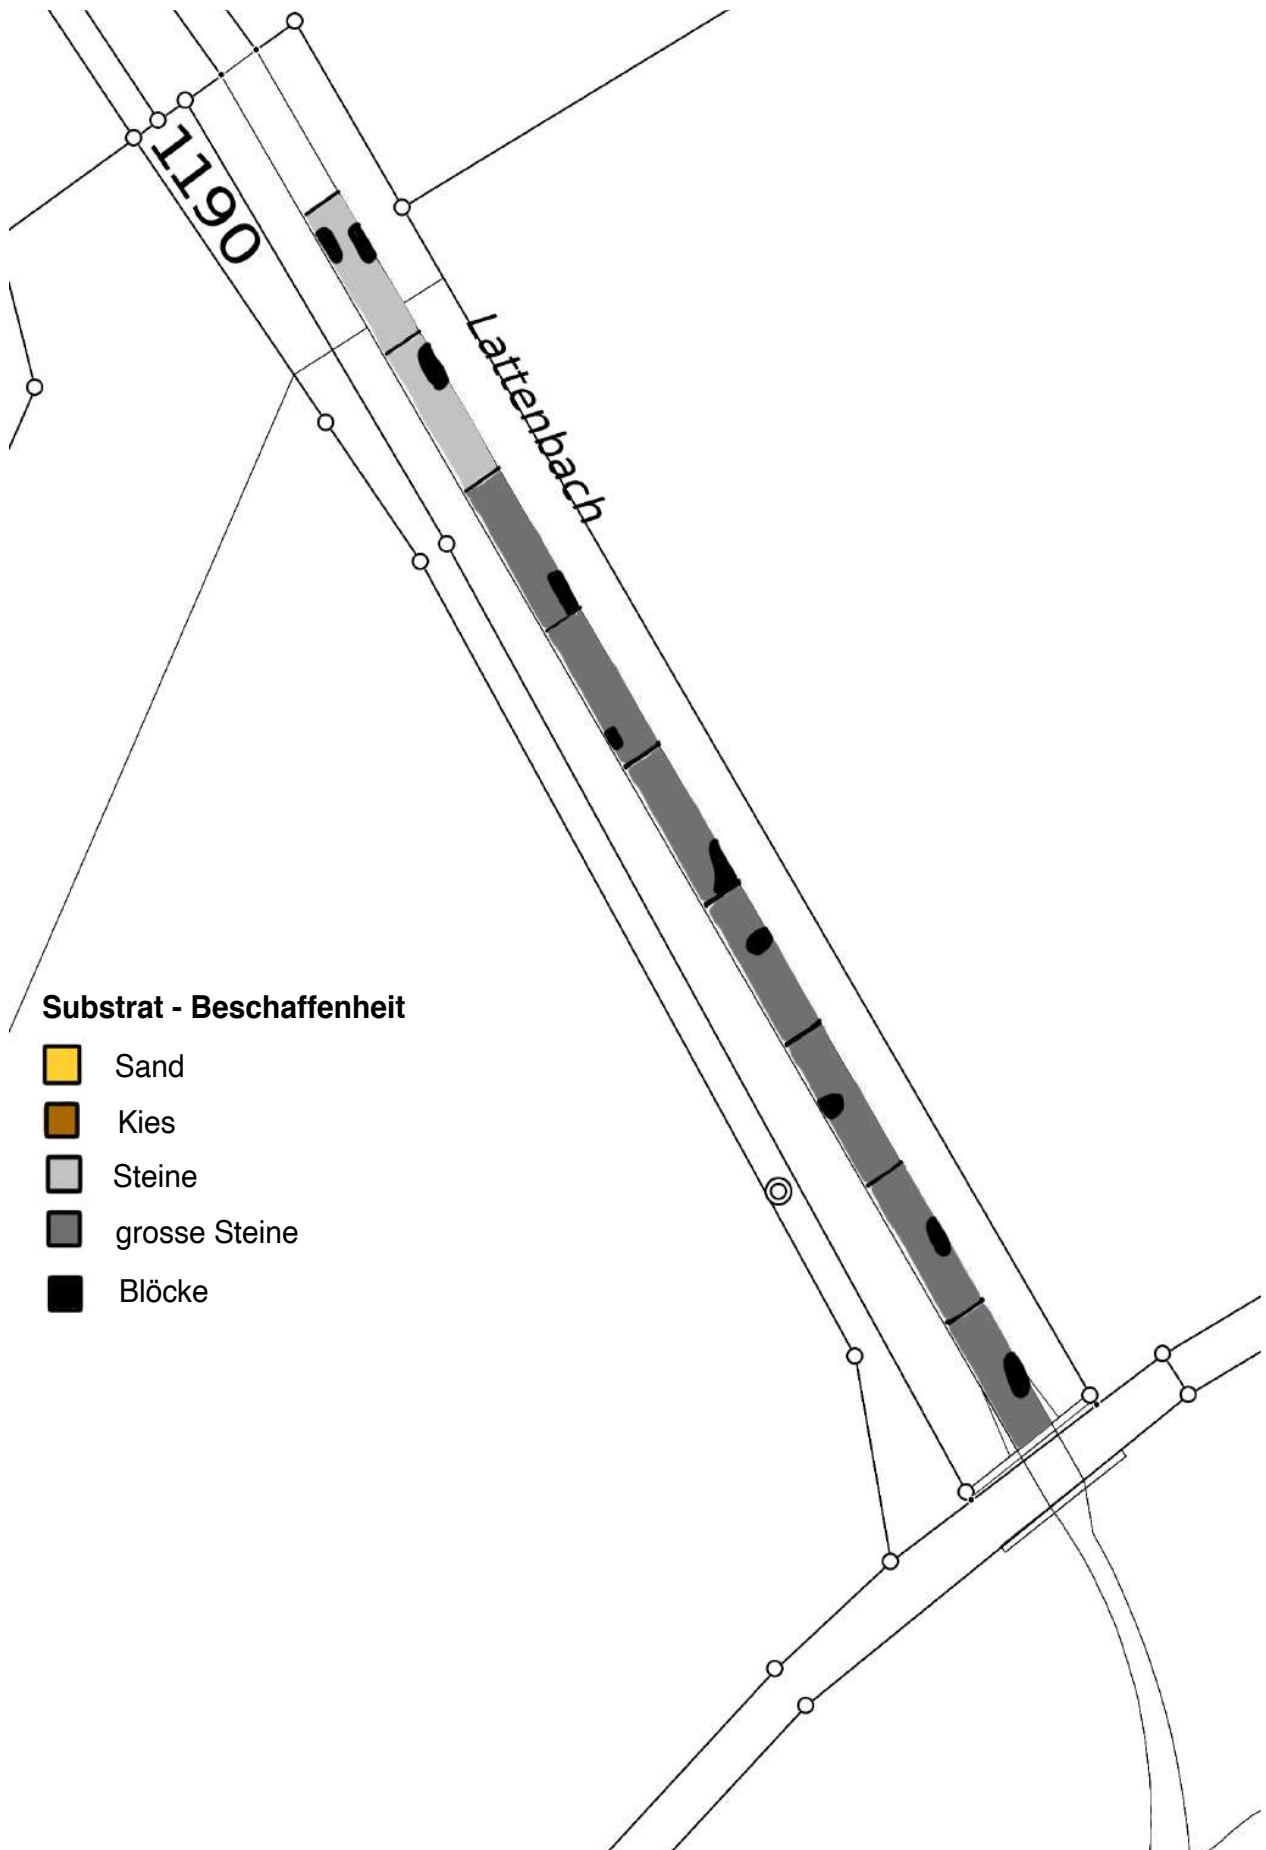 1190
Lattenbach
Substrat - Beschaffenheit
Sand
Kies
Steine
grosse Steine
Blöcke